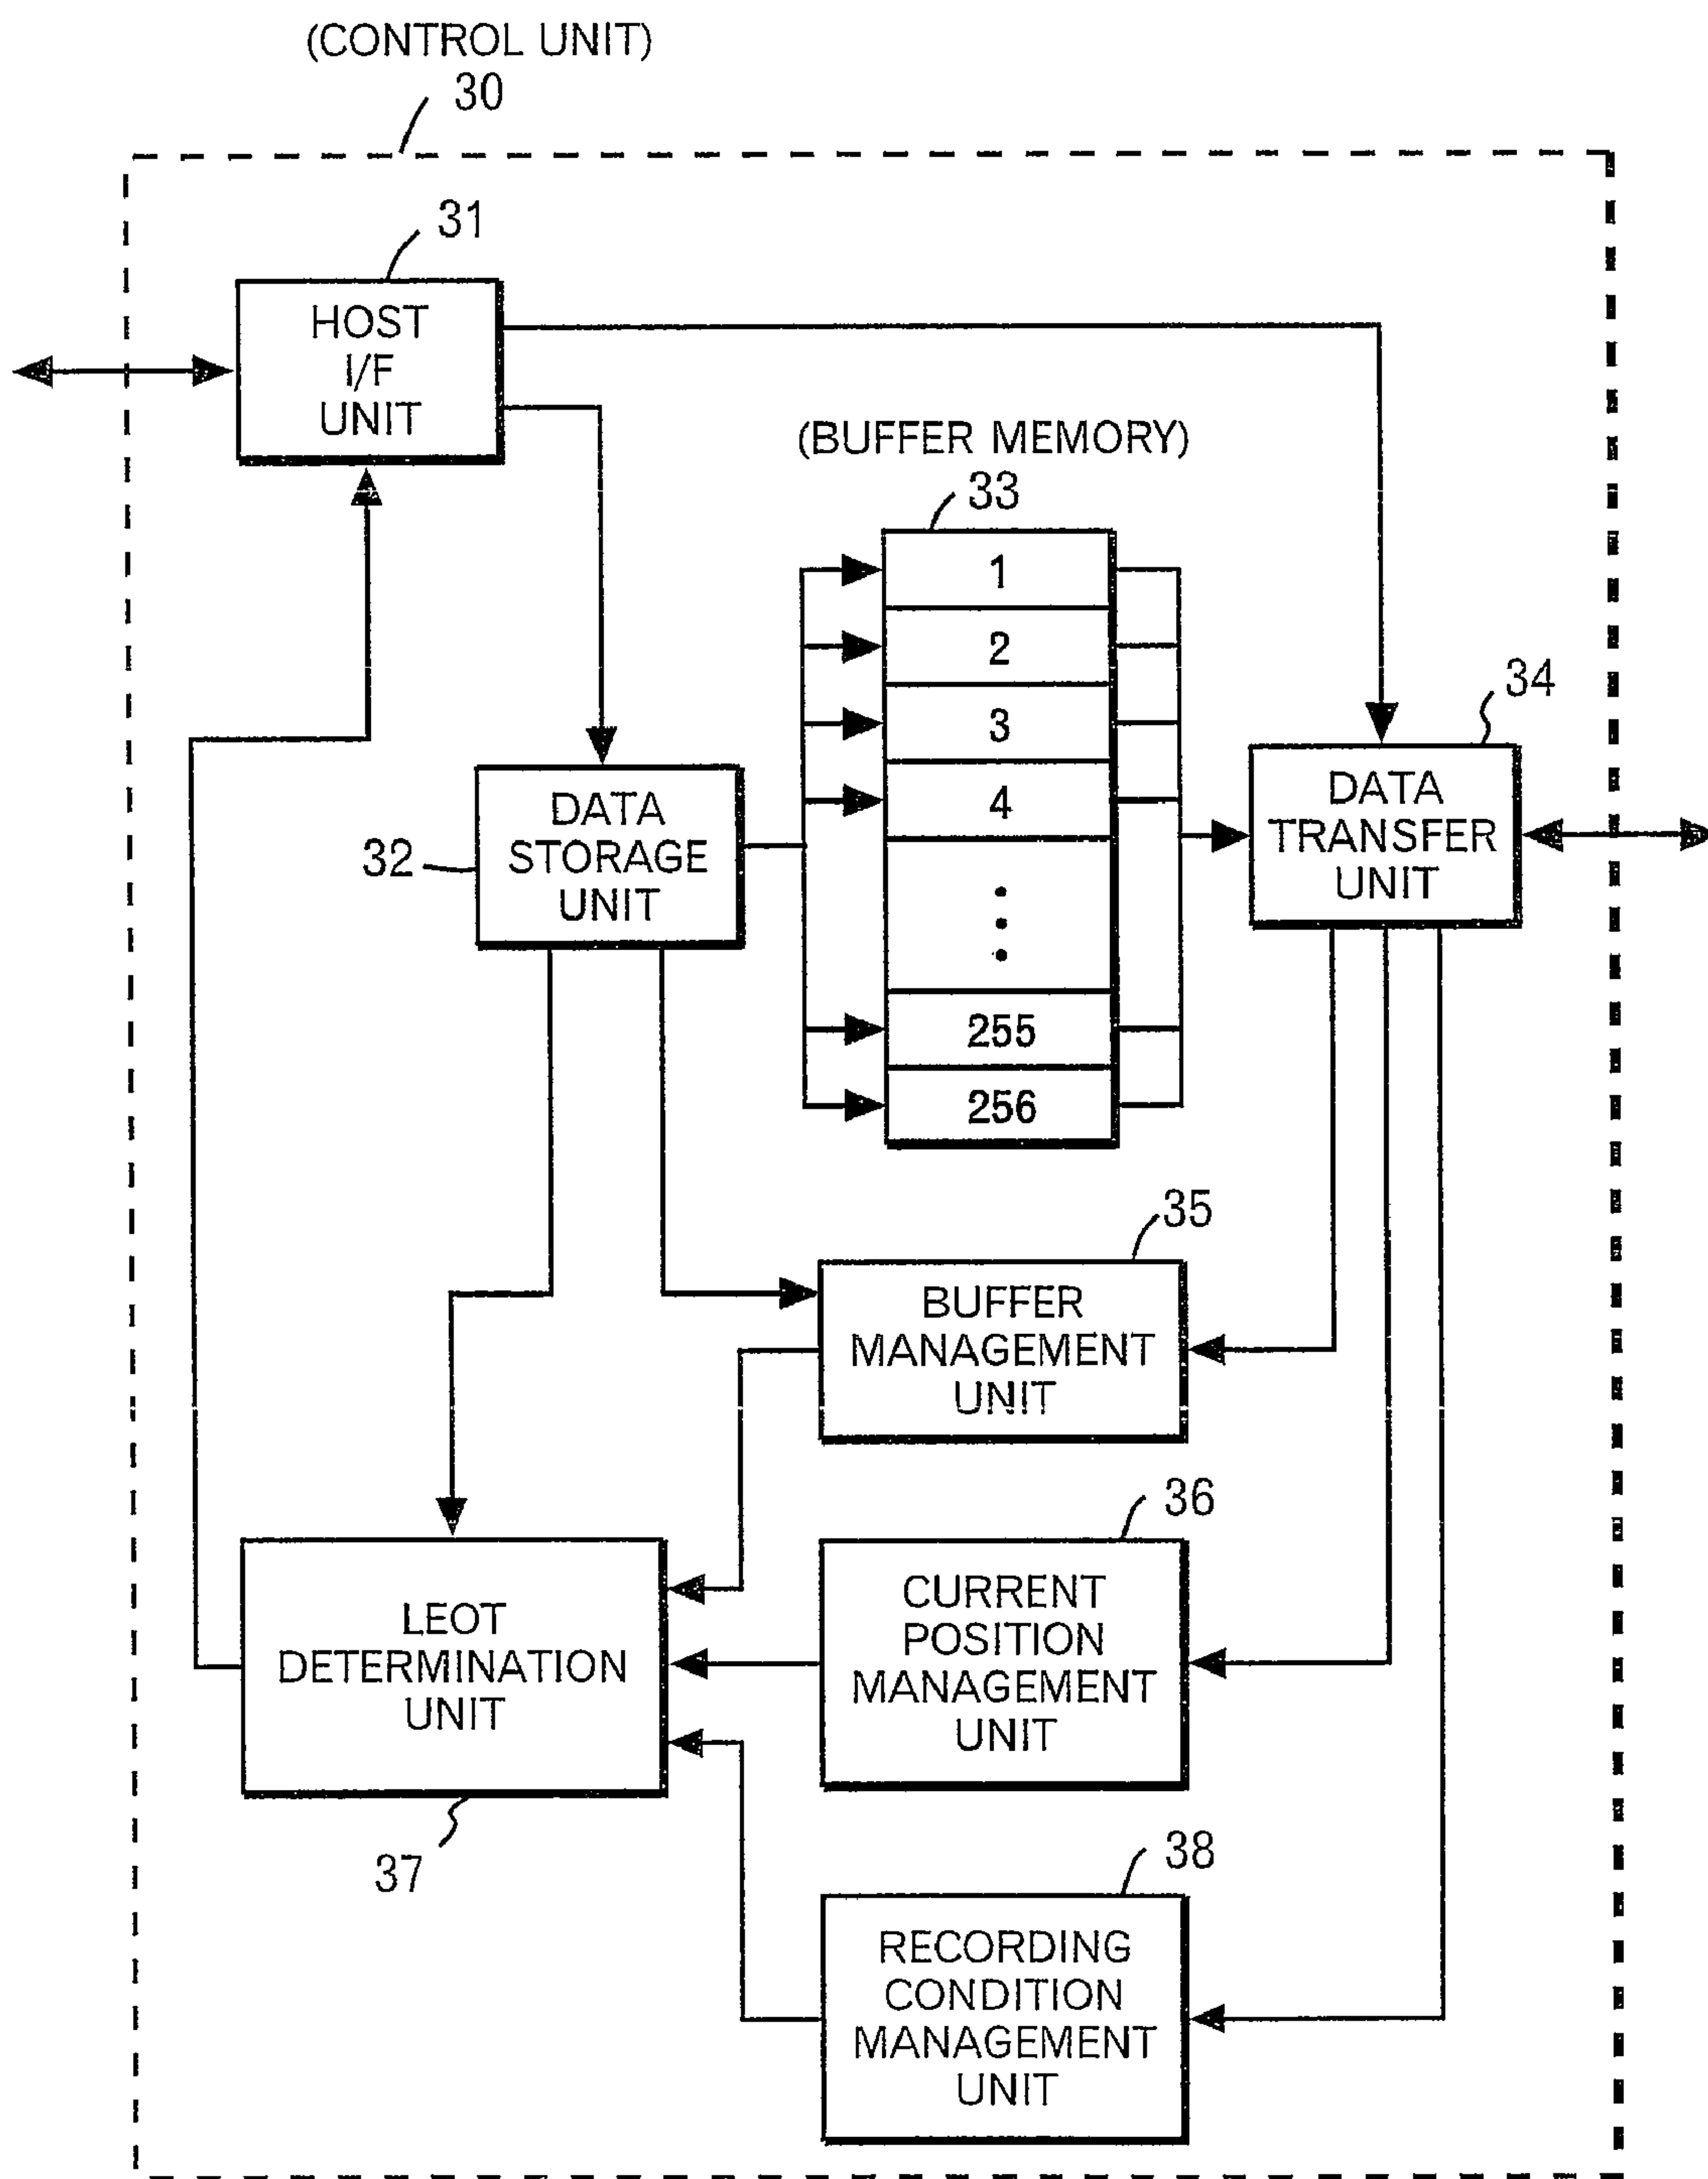 (CONTROL UNIT)
30
31
HOST
I/F
UNIT
(BUFFER MEMORY)
33
1
2
3
4
255
256
34
DATA
TRANSFER
UNIT
32
DATA
STORAGE
UNIT
35
BUFFER
MANAGEMENT
UNIT
36
CURRENT
POSITION
MANAGEMENT
UNIT
LEOT
DETERMINATION
UNIT
37
38
RECORDING
CONDITION
MANAGEMENT
UNIT